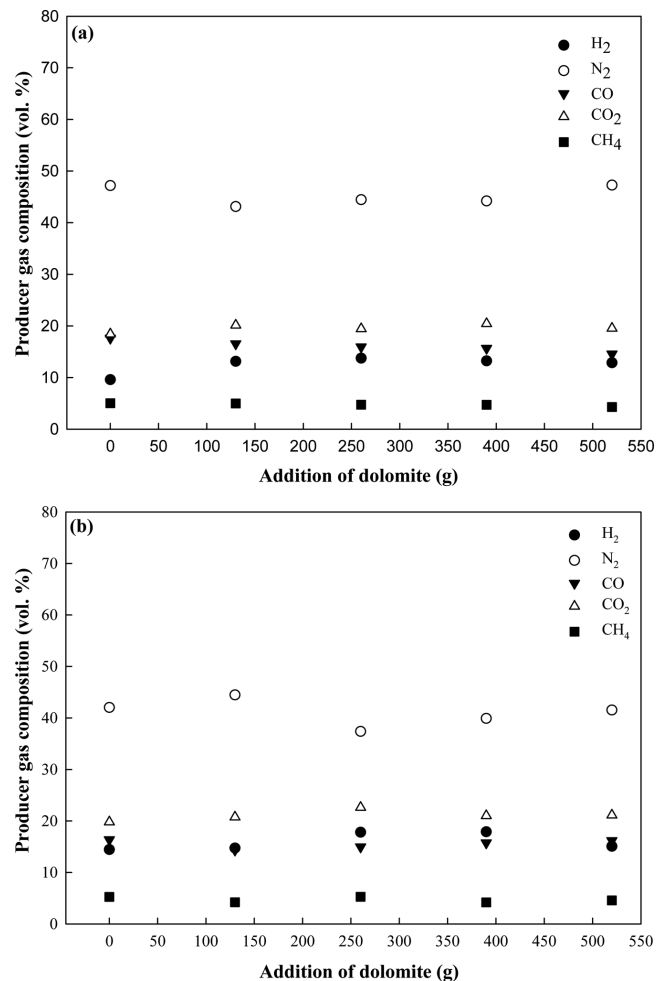 (a)
H2
N2
CO
CO2
CH4
80
70
60
50
40
30
20
10
0
Producer gas composition (vol. %)
0 50 100 150 200 250 300 350 400 450 500 550
Addition of dolomite (g)
(b)
H2
N2
CO
CO2
CH4
80
70
60
50
40
30
20
10
0
Producer gas composition (vol. %)
0 50 100 150 200 250 300 350 400 450 500 550
Addition of dolomite (g)